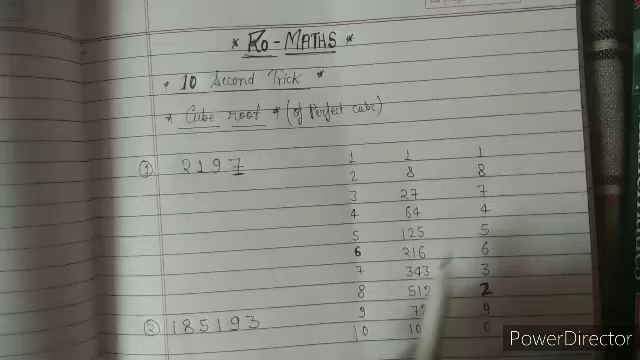 * Ro-MATHS *
* 10 Second Trick *
* Cube root * (of Perfect cube)
① 2197
1 1 1
2 8 8
3 27 7
4 64 4
5 125 5
6 216 6
7 343 3
8 512 2
9 9
10 0
② 185193
PowerDirector